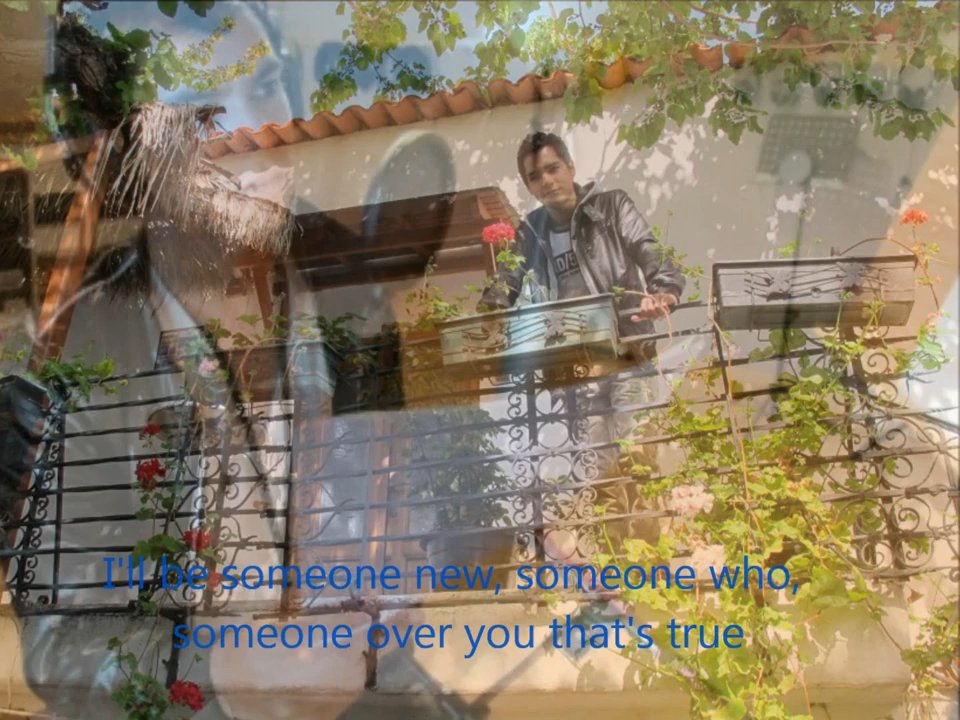 I'll be someone new, someone who,
someone over you that's true